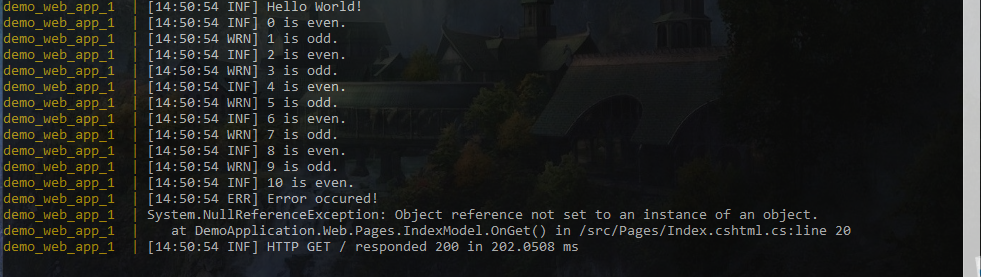 demo_web_app_1  | [14:50:54 INF] Hello World!
demo_web_app_1  | [14:50:54 INF] 0 is even.
demo_web_app_1  | [14:50:54 WRN] 1 is odd.
demo_web_app_1  | [14:50:54 INF] 2 is even.
demo_web_app_1  | [14:50:54 WRN] 3 is odd.
demo_web_app_1  | [14:50:54 INF] 4 is even.
demo_web_app_1  | [14:50:54 WRN] 5 is odd.
demo_web_app_1  | [14:50:54 INF] 6 is even.
demo_web_app_1  | [14:50:54 WRN] 7 is odd.
demo_web_app_1  | [14:50:54 INF] 8 is even.
demo_web_app_1  | [14:50:54 WRN] 9 is odd.
demo_web_app_1  | [14:50:54 INF] 10 is even.
demo_web_app_1  | [14:50:54 ERR] Error occured!
demo_web_app_1  | System.NullReferenceException: Object reference not set to an instance of an object.
demo_web_app_1  |    at DemoApplication.Web.Pages.IndexModel.OnGet() in /src/Pages/Index.cshtml.cs:line 20
demo_web_app_1  | [14:50:54 INF] HTTP GET / responded 200 in 202.0508 ms